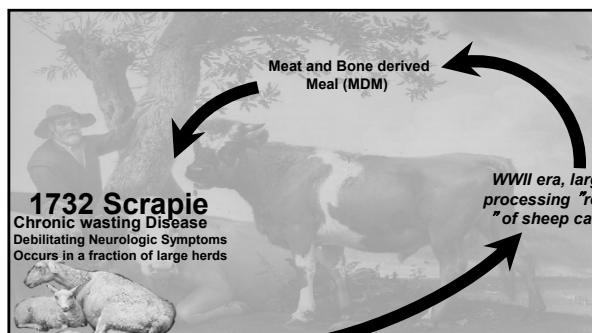 Meat and Bone derived
Meal (MDM)
WWII era, larg
processing
" of sheep ca
1732 Scrapie
Chronic wasting Disease
Debilitating Neurologic Symptoms
Occurs in a fraction of large herds